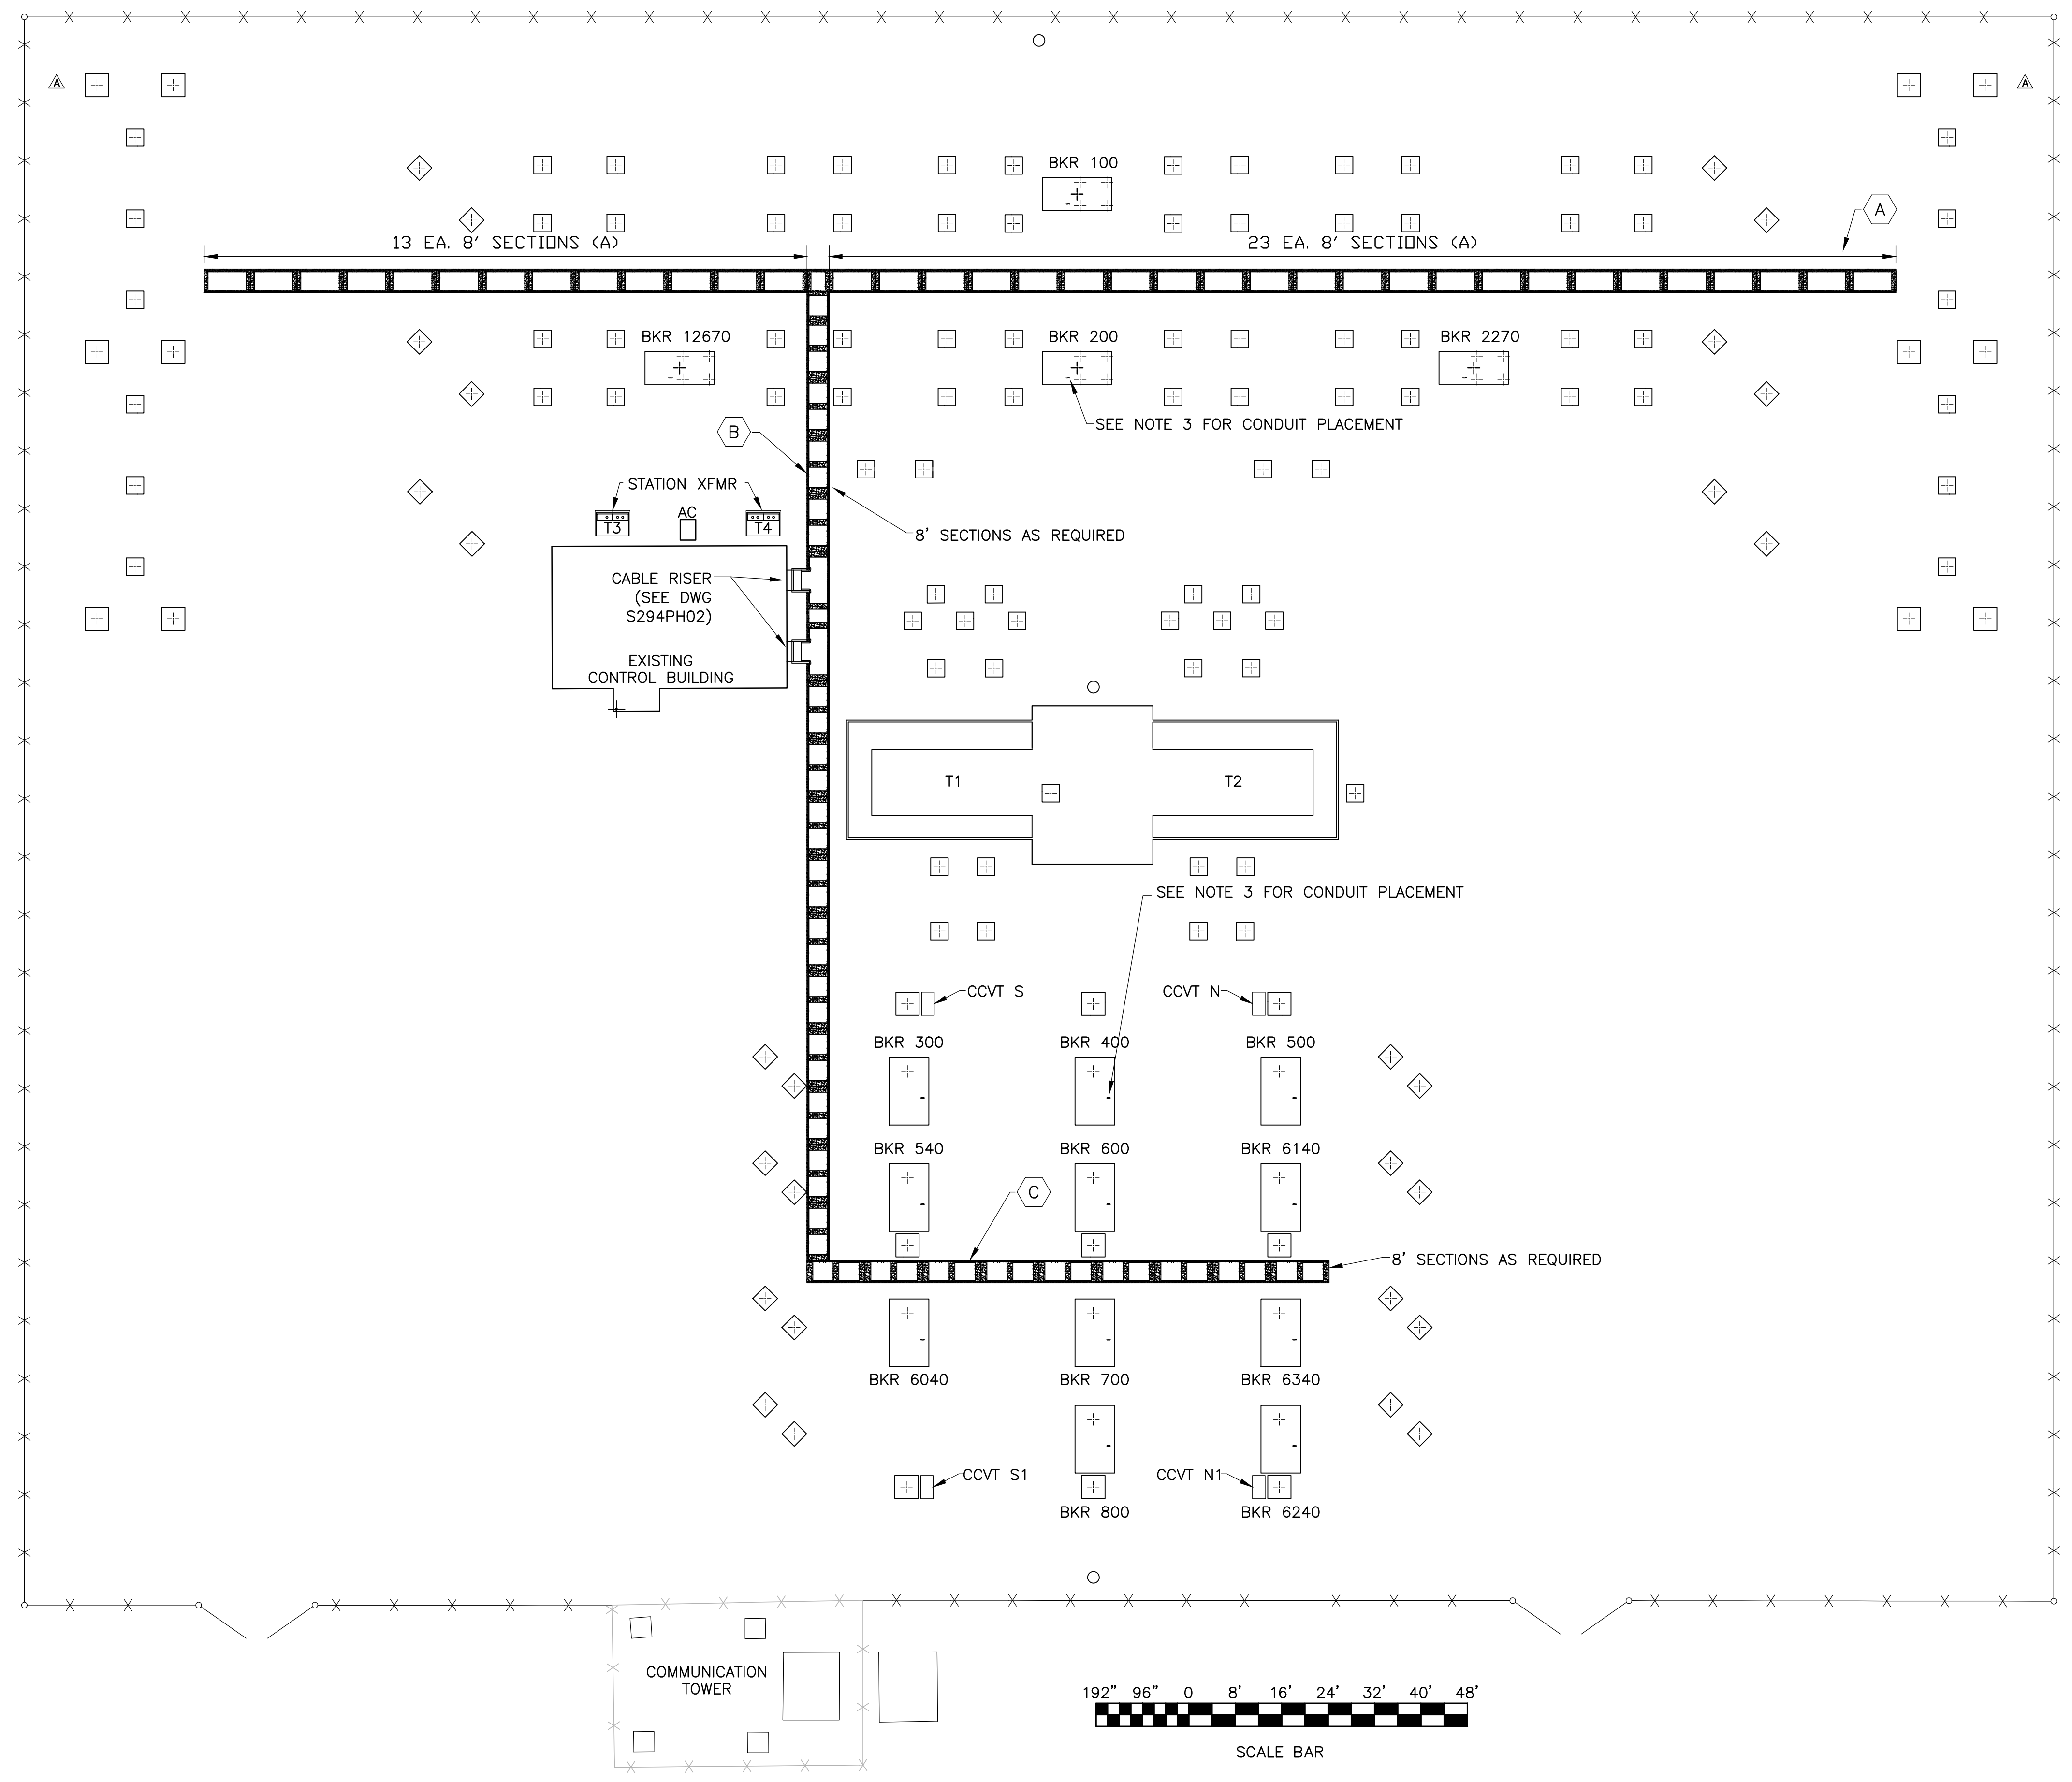 A
A
BKR 100
A
13 EA. 8' SECTIONS (A)
23 EA. 8' SECTIONS (A)
BKR 12670
BKR 200
BKR 2270
SEE NOTE 3 FOR CONDUIT PLACEMENT
B
STATION XFMR
AC
T3
T4
8' SECTIONS AS REQUIRED
CABLE RISER
(SEE DWG
S294PH02)
EXISTING
CONTROL BUILDING
T1
T2
SEE NOTE 3 FOR CONDUIT PLACEMENT
CCVT S
CCVT N
BKR 300
BKR 400
BKR 500
BKR 540
BKR 600
BKR 6140
C
8' SECTIONS AS REQUIRED
BKR 6040
BKR 700
BKR 6340
CCVT S1
CCVT N1
BKR 800
BKR 6240
COMMUNICATION
TOWER
192" 96" 0 8' 16' 24' 32' 40' 48'
SCALE BAR